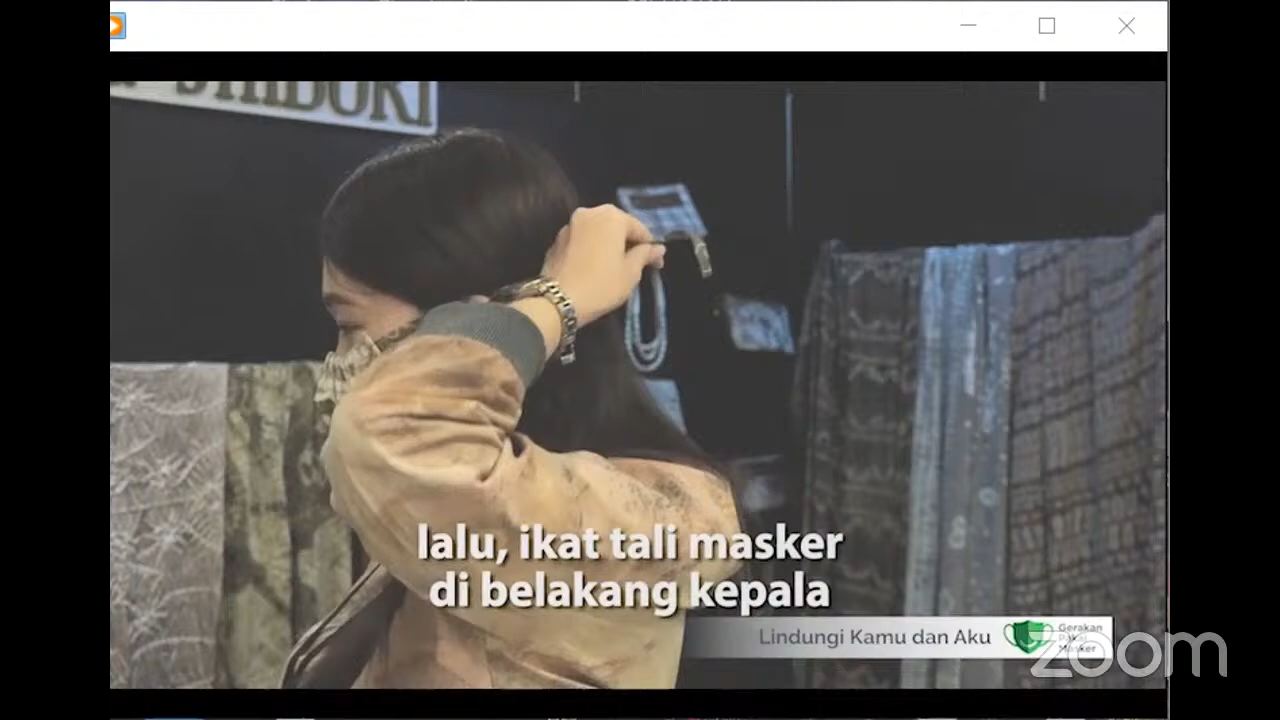 SHIBORI
lalu, ikat tali masker
di belakang kepala
Lindungi Kamu dan Aku
Gerakan
Pakai
Masker
zoom